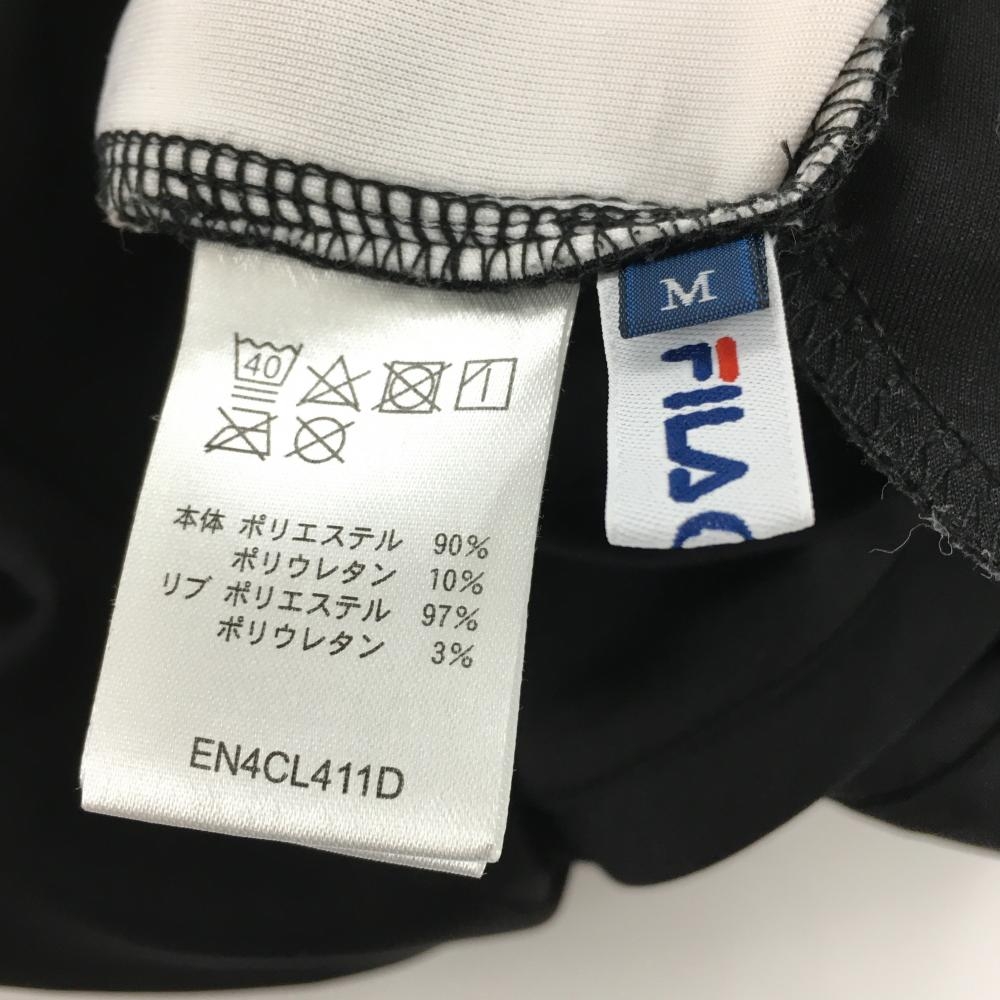 40
本体 ポリエステル 90%
ポリウレタン 10%
リブ ポリエステル 97%
ポリウレタン 3%
EN4CL411D
M
FILA